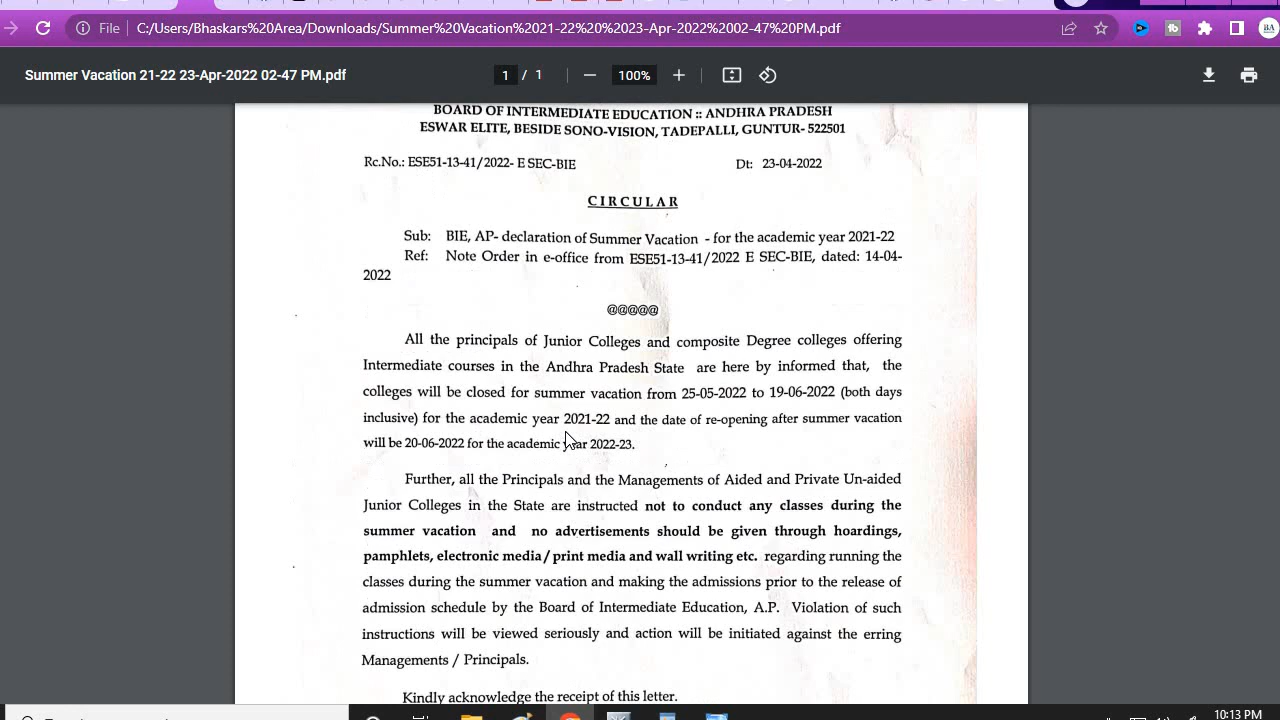 File
C:/Users/Bhaskars%20Area/Downloads/Summer%20Vacation%2021-22%20%2023-Apr-2022%2002-47%20PM.pdf
Summer Vacation 21-22 23-Apr-2022 02-47 PM.pdf
1 / 1
100%
BOARD OF INTERMEDIATE EDUCATION :: ANDHRA PRADESH
ESWAR ELITE, BESIDE SONO-VISION, TADEPALLI, GUNTUR- 522501
Rc.No.: ESE51-13-41/2022- E SEC-BIE Dt: 23-04-2022
CIRCULAR
Sub: BIE, AP- declaration of Summer Vacation - for the academic year 2021-22
Ref: Note Order in e-office from ESE51-13-41/2022 E SEC-BIE, dated: 14-04-
2022
@@@@@
All the principals of Junior Colleges and composite Degree colleges offering
Intermediate courses in the Andhra Pradesh State are here by informed that, the
colleges will be closed for summer vacation from 25-05-2022 to 19-06-2022 (both days
inclusive) for the academic year 2021-22 and the date of re-opening after summer vacation
will be 20-06-2022 for the academic year 2022-23.
Further, all the Principals and the Managements of Aided and Private Un-aided
Junior Colleges in the State are instructed not to conduct any classes during the
summer vacation and no advertisements should be given through hoardings,
pamphlets, electronic media/ print media and wall writing etc. regarding running the
classes during the summer vacation and making the admissions prior to the release of
admission schedule by the Board of Intermediate Education, A.P. Violation of such
instructions will be viewed seriously and action will be initiated against the erring
Managements / Principals.
Kindly acknowledge the receipt of this letter.
10:13 PM